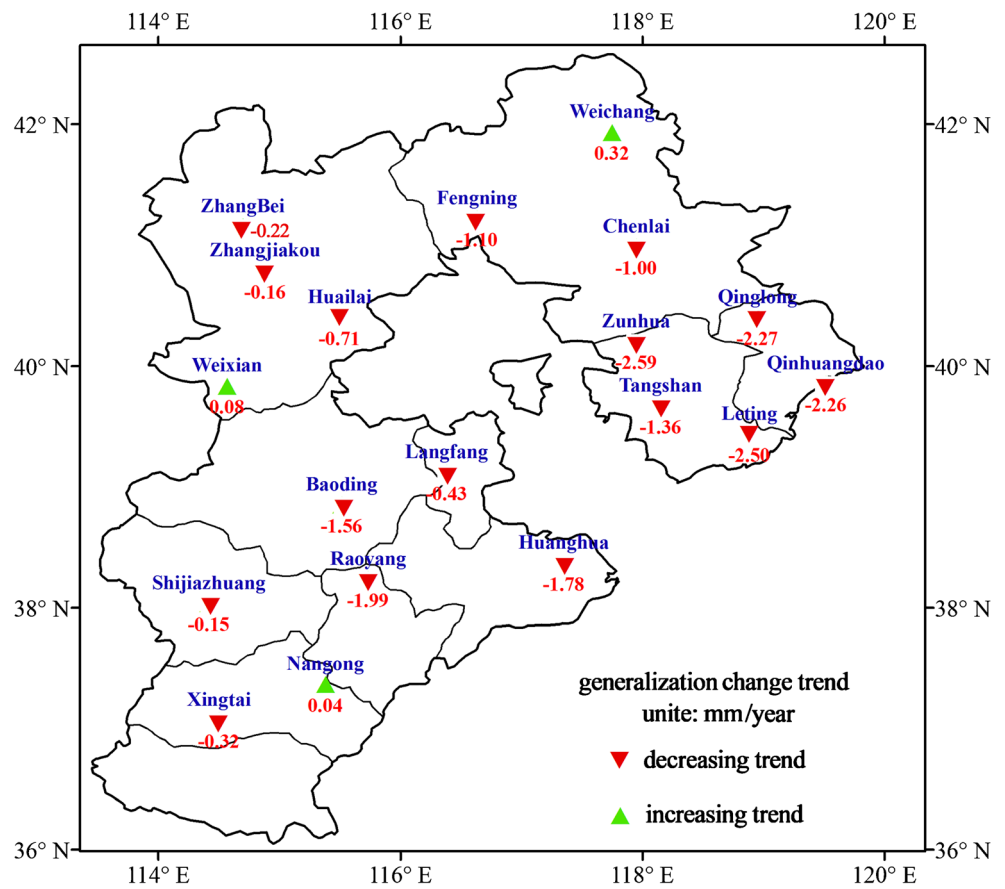 114° E
116° E
118° E
120° E
42° N
42° N
Weichang
0.32
Fengning
-1.10
ZhangBei
-0.22
Chenlai
-1.00
Zhangjiakou
-0.16
Huailai
-0.71
Qinglong
-2.27
Zunhua
-2.59
40° N
40° N
Weixian
0.08
Qinhuangdao
-2.26
Tangshan
-1.36
Leting
-2.50
Langfang
-0.43
Baoding
-1.56
Huanghua
-1.78
Raoyang
-1.99
Shijiazhuang
-0.15
38° N
38° N
Nangong
0.04
Xingtai
-0.32
generalization change trend
unite: mm/year
decreasing trend
increasing trend
36° N
36° N
114° E
116° E
118° E
120° E